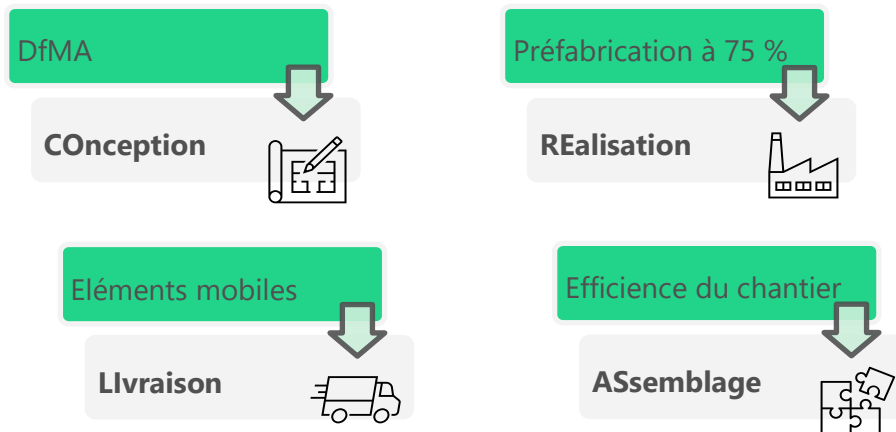 DfMA
COnception
Préfabrication à 75 %
REalisation
Eléments mobiles
LIvraison
Efficience du chantier
ASsemblage